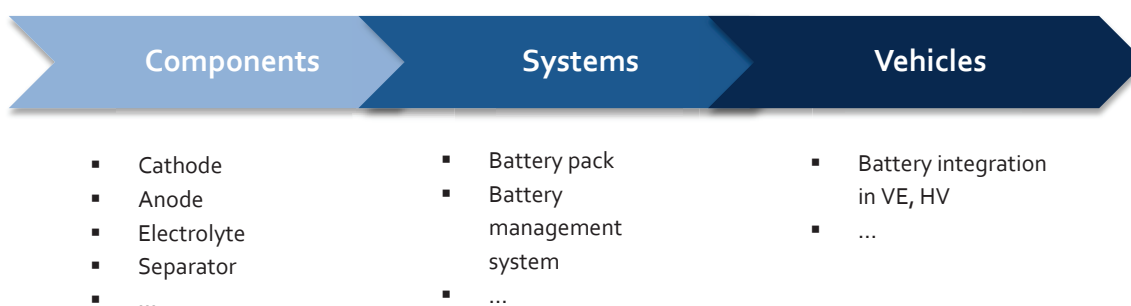 Components
Systems
Vehicles
▪ Cathode
▪ Anode
▪ Electrolyte
▪ Separator
▪ ...
▪ Battery pack
▪ Battery
management
system
▪ ...
▪ Battery integration
in VE, HV
▪ ...